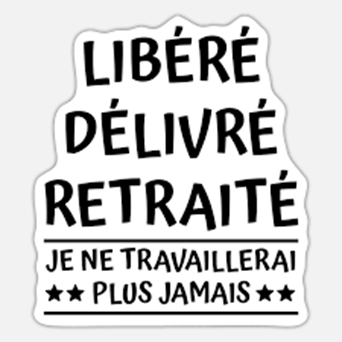 LIBÉRÉ
DÉLIVRÉ
RETRAITÉ
JE NE TRAVAILLERAI
★★ PLUS JAMAIS ★★